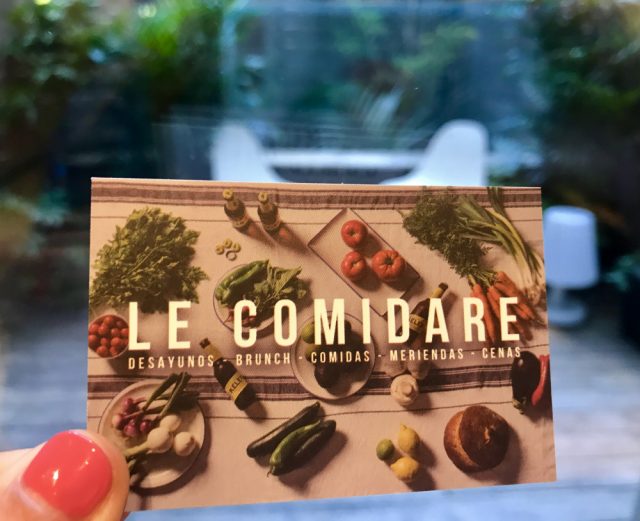 LE COMIDARE
DESAYUNOS - BRUNCH - COMIDAS - MERIENDAS - CENAS